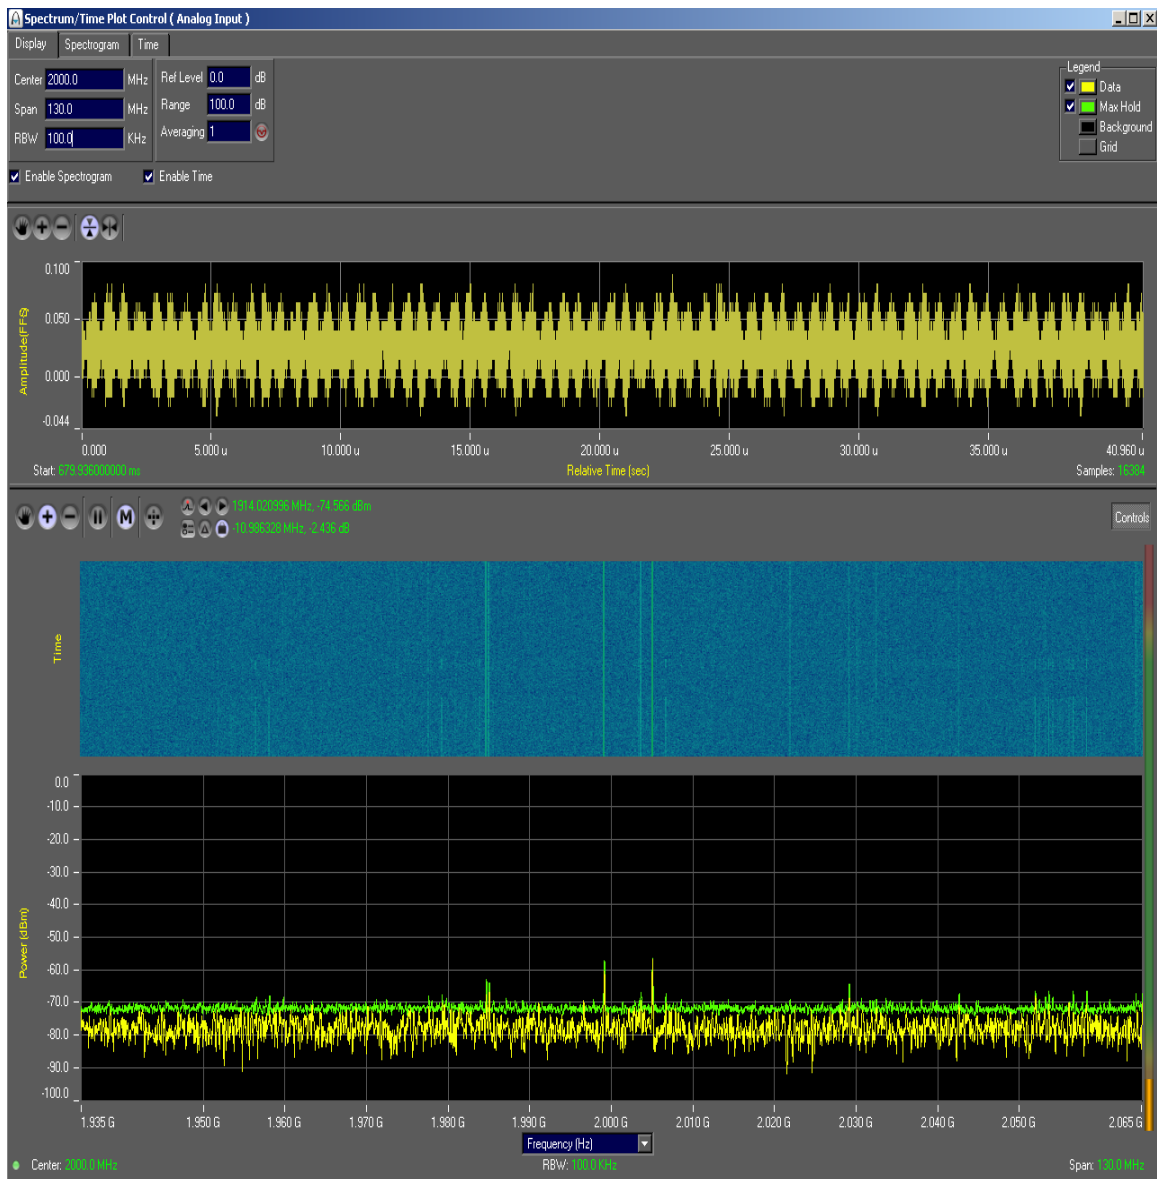 Spectrum/Time Plot Control ( Analog Input )
Display Spectrogram Time
Center 2000.0 MHz Ref Level 0.0 dB
Span 130.0 MHz Range 100.0 dB
RBW 100.0 KHz Averaging 1
Legend
Data
Max Hold
Background
Grid
Enable Spectrogram Enable Time
Amplitude(FFS)
0.100
0.050
0.000
-0.044
0.000 5.000 u 10.000 u 15.000 u 20.000 u 25.000 u 30.000 u 35.000 u 40.960 u
Start: 679.936000000 ms Relative Time (sec) Samples: 16384
M
1914.020996 MHz, -74.566 dBm
-10.986328 MHz, -2.436 dB
Controls
Time
Power (dBm)
0.0
-10.0
-20.0
-30.0
-40.0
-50.0
-60.0
-70.0
-80.0
-90.0
-100.0
1.935 G 1.950 G 1.960 G 1.970 G 1.980 G 1.990 G 2.000 G 2.010 G 2.020 G 2.030 G 2.040 G 2.050 G 2.065 G
Frequency (Hz)
Center: 2000.0 MHz RBW: 100.0 KHz Span: 130.0 MHz